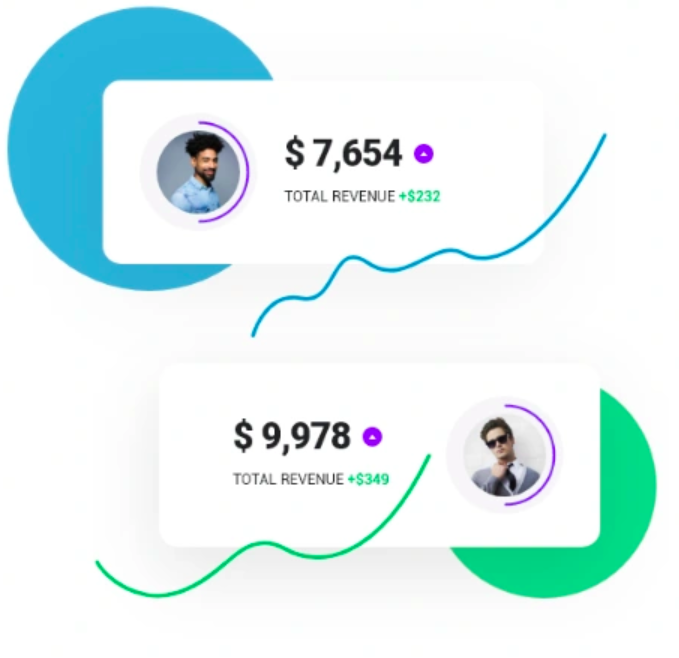 $ 7,654
TOTAL REVENUE +$232
$ 9,978
TOTAL REVENUE +$349